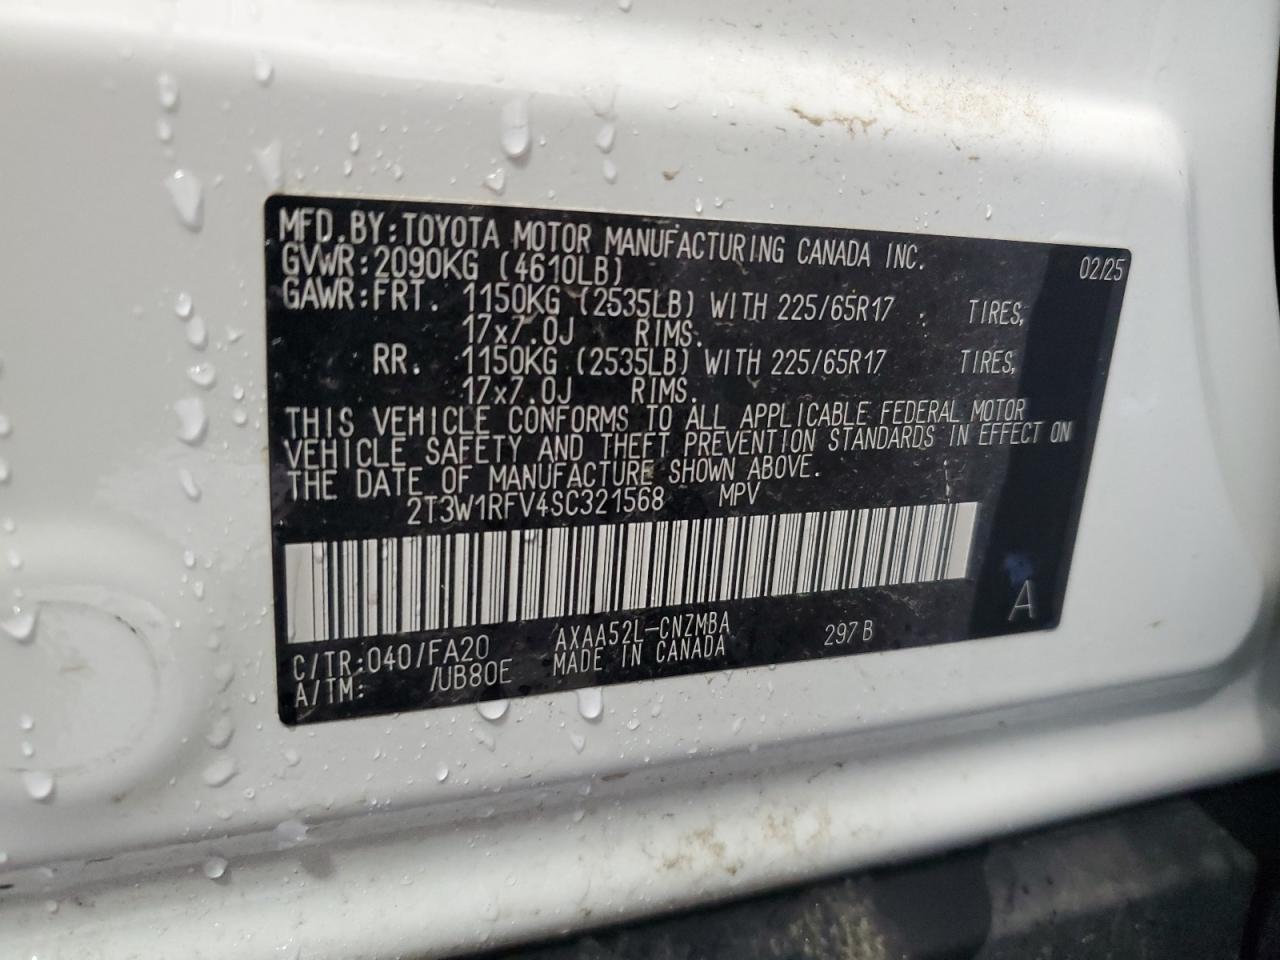 MFD.BY:TOYOTA MOTOR MANUFACTURING CANADA INC. 02/25
GVWR:2090KG (4610LB)
GAWR:FRT. 1150KG (2535LB) WITH 225/65R17 TIRES,
17x7.0J RIMS.
RR. 1150KG (2535LB) WITH 225/65R17 TIRES,
17x7.0J RIMS.
THIS VEHICLE CONFORMS TO ALL APPLICABLE FEDERAL MOTOR
VEHICLE SAFETY AND THEFT PREVENTION STANDARDS IN EFFECT ON
THE DATE OF MANUFACTURE SHOWN ABOVE.
2T3W1RFV4SC321568 MPV
A
C/TR:040/FA20 AXAA52L-CNZMBA 297B
A/TM: /UB80E MADE IN CANADA